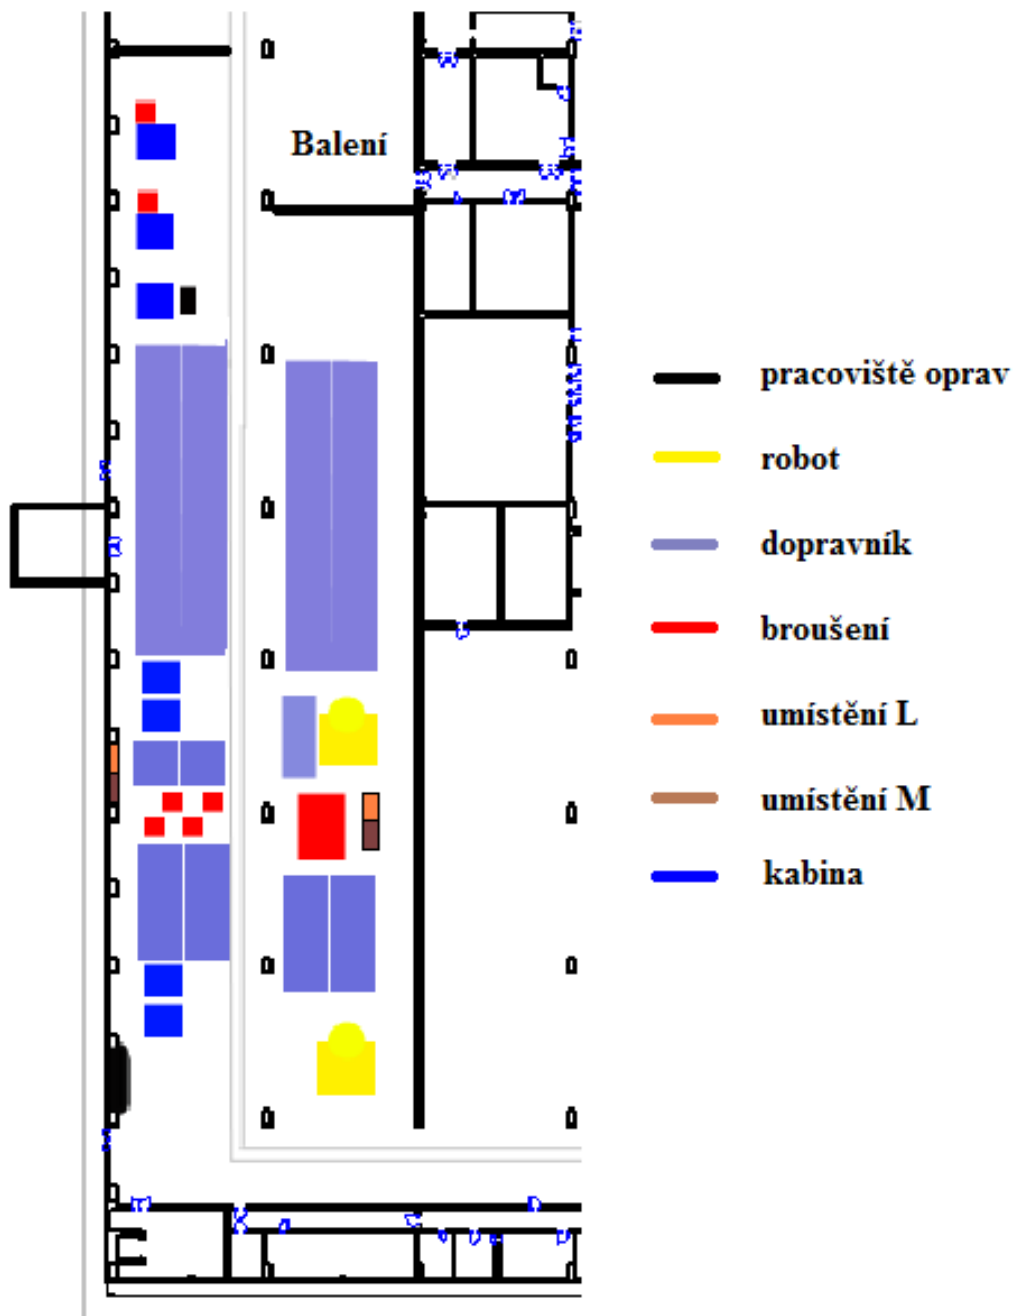 Balení
pracoviště oprav
robot
dopravník
broušení
umístění L
umístění M
kabina